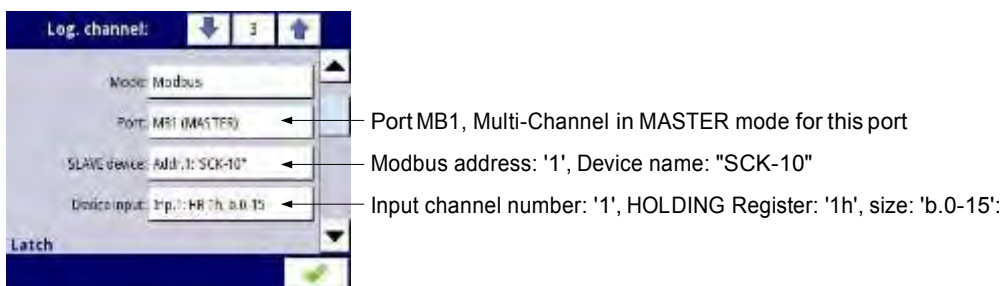 Log. channel: 3
Mode: Modbus
Port: MB1 (MASTER)
Port MB1, Multi-Channel in MASTER mode for this port
SLAVE device: Addr.1: SCK-10"
Modbus address: '1', Device name: "SCK-10"
Device input: Inp.1: HR 1h, b.0-15
Input channel number: '1', HOLDING Register: '1h', size: 'b.0-15':
Latch